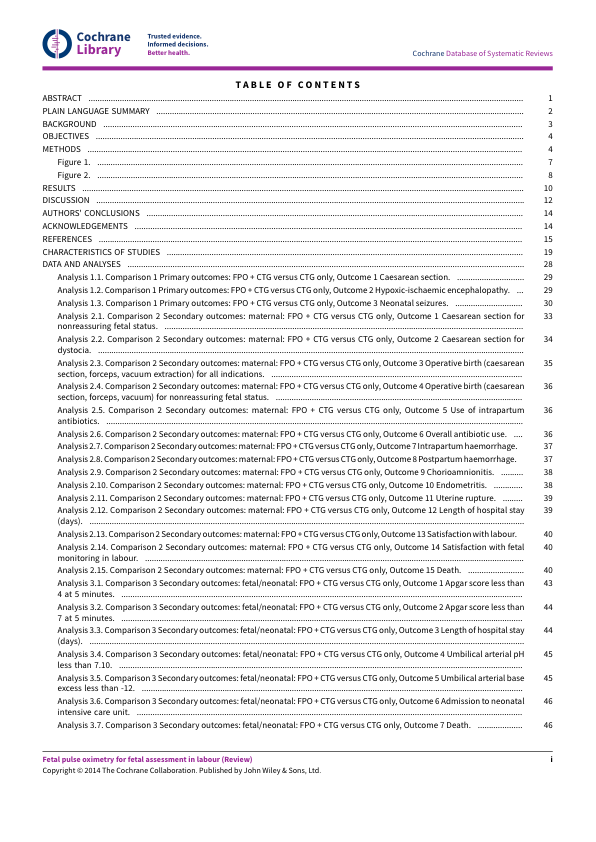 Cochrane
Library
Trusted evidence.
Informed decisions.
Better health.
Cochrane Database of Systematic Reviews
TABLE OF CONTENTS
ABSTRACT ........ 1
PLAIN LANGUAGE SUMMARY ........ 2
BACKGROUND ........ 3
OBJECTIVES ........ 4
METHODS ........ 4
Figure 1. ........ 7
Figure 2. ........ 8
RESULTS ........ 10
DISCUSSION ........ 12
AUTHORS' CONCLUSIONS ........ 14
ACKNOWLEDGEMENTS ........ 14
REFERENCES ........ 15
CHARACTERISTICS OF STUDIES ........ 19
DATA AND ANALYSES ........ 28
Analysis 1.1. Comparison 1 Primary outcomes: FPO + CTG versus CTG only, Outcome 1 Caesarean section. ........ 29
Analysis 1.2. Comparison 1 Primary outcomes: FPO + CTG versus CTG only, Outcome 2 Hypoxic-ischaemic encephalopathy. ... 29
Analysis 1.3. Comparison 1 Primary outcomes: FPO + CTG versus CTG only, Outcome 3 Neonatal seizures. ........ 30
Analysis 2.1. Comparison 2 Secondary outcomes: maternal: FPO + CTG versus CTG only, Outcome 1 Caesarean section for 33
nonreassuring fetal status. ........
Analysis 2.2. Comparison 2 Secondary outcomes: maternal: FPO + CTG versus CTG only, Outcome 2 Caesarean section for 34
dystocia. ........
Analysis 2.3. Comparison 2 Secondary outcomes: maternal: FPO + CTG versus CTG only, Outcome 3 Operative birth (caesarean 35
section, forceps, vacuum extraction) for all indications. ........
Analysis 2.4. Comparison 2 Secondary outcomes: maternal: FPO + CTG versus CTG only, Outcome 4 Operative birth (caesarean 36
section, forceps, vacuum) for nonreassuring fetal status. ........
Analysis 2.5. Comparison 2 Secondary outcomes: maternal: FPO + CTG versus CTG only, Outcome 5 Use of intrapartum 36
antibiotics. ........
Analysis 2.6. Comparison 2 Secondary outcomes: maternal: FPO + CTG versus CTG only, Outcome 6 Overall antibiotic use. .... 36
Analysis 2.7. Comparison 2 Secondary outcomes: maternal: FPO + CTG versus CTG only, Outcome 7 Intrapartum haemorrhage. 37
Analysis 2.8. Comparison 2 Secondary outcomes: maternal: FPO + CTG versus CTG only, Outcome 8 Postpartum haemorrhage. 37
Analysis 2.9. Comparison 2 Secondary outcomes: maternal: FPO + CTG versus CTG only, Outcome 9 Chorioamnionitis. ........ 38
Analysis 2.10. Comparison 2 Secondary outcomes: maternal: FPO + CTG versus CTG only, Outcome 10 Endometritis. ........ 38
Analysis 2.11. Comparison 2 Secondary outcomes: maternal: FPO + CTG versus CTG only, Outcome 11 Uterine rupture. ........ 39
Analysis 2.12. Comparison 2 Secondary outcomes: maternal: FPO + CTG versus CTG only, Outcome 12 Length of hospital stay 39
(days). ........
Analysis 2.13. Comparison 2 Secondary outcomes: maternal: FPO + CTG versus CTG only, Outcome 13 Satisfaction with labour. 40
Analysis 2.14. Comparison 2 Secondary outcomes: maternal: FPO + CTG versus CTG only, Outcome 14 Satisfaction with fetal 40
monitoring in labour. ........
Analysis 2.15. Comparison 2 Secondary outcomes: maternal: FPO + CTG versus CTG only, Outcome 15 Death. ........ 40
Analysis 3.1. Comparison 3 Secondary outcomes: fetal/neonatal: FPO + CTG versus CTG only, Outcome 1 Apgar score less than 43
4 at 5 minutes. ........
Analysis 3.2. Comparison 3 Secondary outcomes: fetal/neonatal: FPO + CTG versus CTG only, Outcome 2 Apgar score less than 44
7 at 5 minutes. ........
Analysis 3.3. Comparison 3 Secondary outcomes: fetal/neonatal: FPO + CTG versus CTG only, Outcome 3 Length of hospital stay 44
(days). ........
Analysis 3.4. Comparison 3 Secondary outcomes: fetal/neonatal: FPO + CTG versus CTG only, Outcome 4 Umbilical arterial pH 45
less than 7.10. ........
Analysis 3.5. Comparison 3 Secondary outcomes: fetal/neonatal: FPO + CTG versus CTG only, Outcome 5 Umbilical arterial base 45
excess less than -12. ........
Analysis 3.6. Comparison 3 Secondary outcomes: fetal/neonatal: FPO + CTG versus CTG only, Outcome 6 Admission to neonatal 46
intensive care unit. ........
Analysis 3.7. Comparison 3 Secondary outcomes: fetal/neonatal: FPO + CTG versus CTG only, Outcome 7 Death. ........ 46
Fetal pulse oximetry for fetal assessment in labour (Review) i
Copyright © 2014 The Cochrane Collaboration. Published by John Wiley & Sons, Ltd.